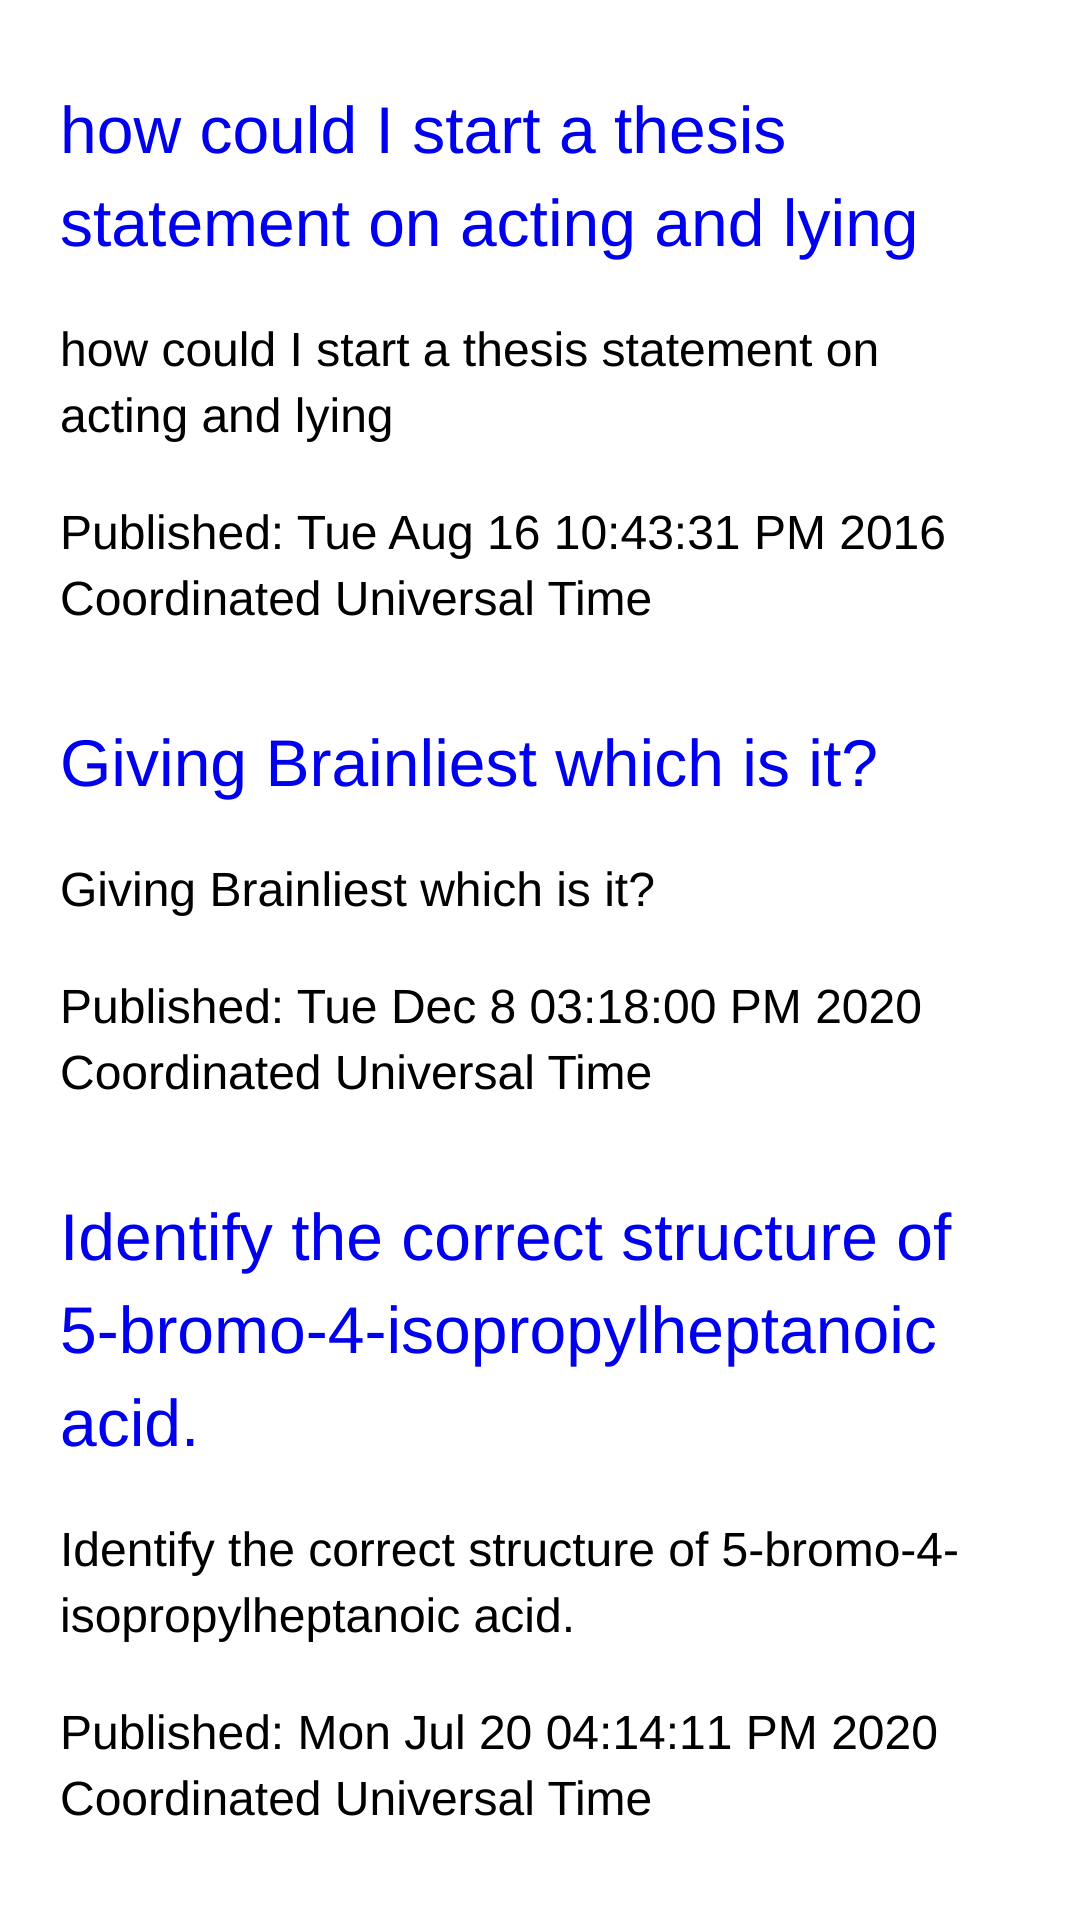 how could I start a thesis
statement on acting and lying
how could I start a thesis statement on
acting and lying
Published: Tue Aug 16 10:43:31 PM 2016
Coordinated Universal Time
Giving Brainliest which is it?
Giving Brainliest which is it?
Published: Tue Dec 8 03:18:00 PM 2020
Coordinated Universal Time
Identify the correct structure of
5-bromo-4-isopropylheptanoic
acid.
Identify the correct structure of 5-bromo-4-
isopropylheptanoic acid.
Published: Mon Jul 20 04:14:11 PM 2020
Coordinated Universal Time